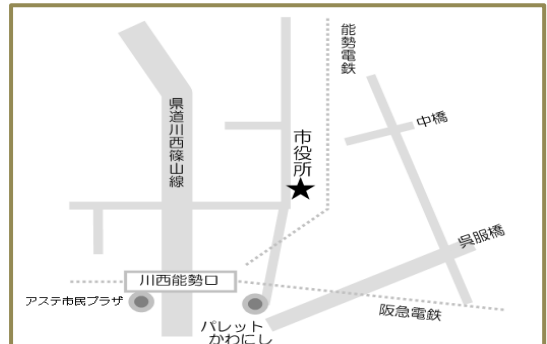 能勢電鉄
県道川西篠山線
市役所
中橋
呉服橋
川西能勢口
アステ市民プラザ
パレット
かわにし
阪急電鉄